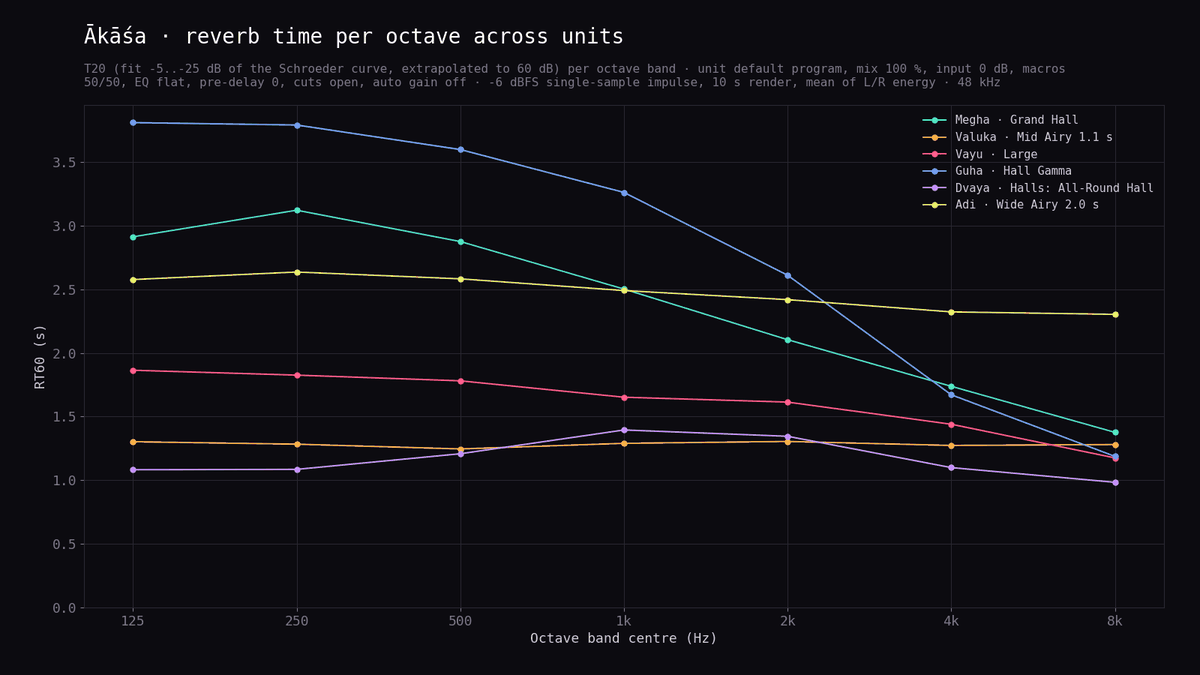 Ākāśa · reverb time per octave across units
T20 (fit -5..-25 dB of the Schroeder curve, extrapolated to 60 dB) per octave band · unit default program, mix 100 %, input 0 dB, macros
50/50, EQ flat, pre-delay 0, cuts open, auto gain off · -6 dBFS single-sample impulse, 10 s render, mean of L/R energy · 48 kHz
Megha · Grand Hall
Valuka · Mid Airy 1.1 s
Vayu · Large
Guha · Hall Gamma
Dvaya · Halls: All-Round Hall
Adi · Wide Airy 2.0 s
RT60 (s)
3.5
3.0
2.5
2.0
1.5
1.0
0.5
0.0
125 250 500 1k 2k 4k 8k
Octave band centre (Hz)